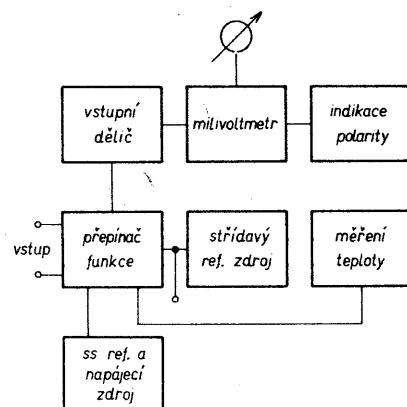 vstupní
dělič
milivoltmetr
indikace
polarity
vstup
přepínač
funkce
střídavý
ref. zdroj
měření
teploty
ss ref. a
napájecí
zdroj